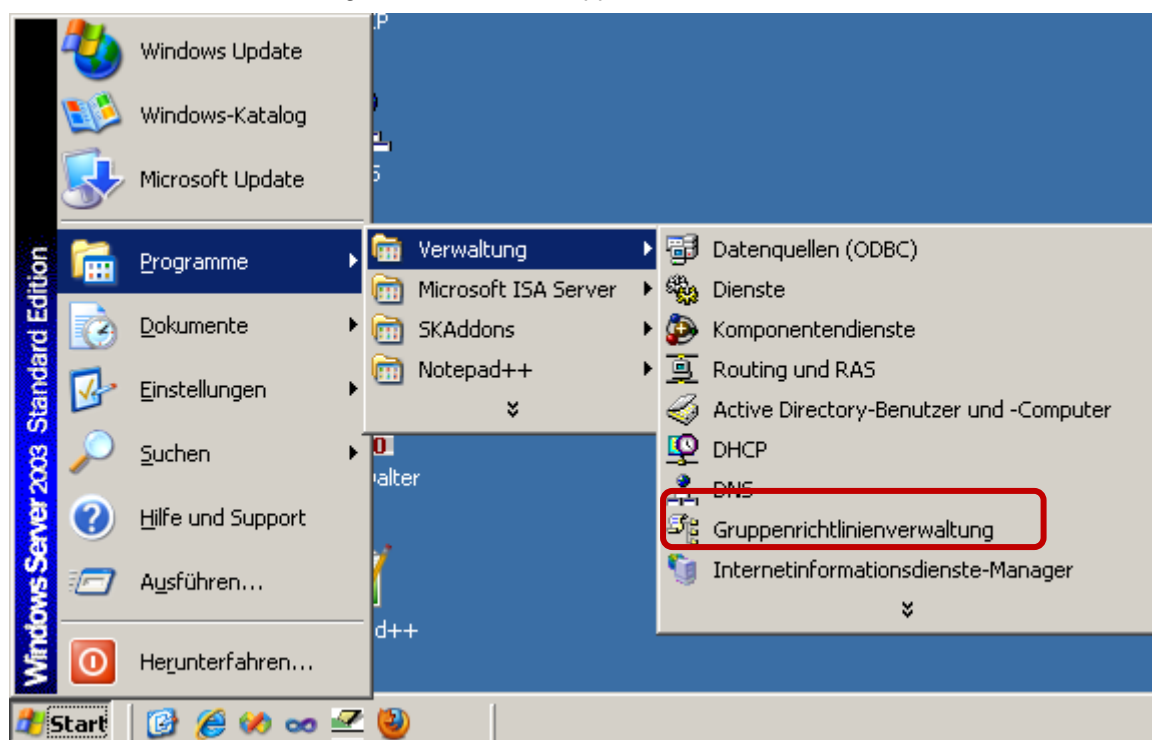 Windows Update
Windows-Katalog
Microsoft Update
Programme
Dokumente
Einstellungen
Suchen
Hilfe und Support
Ausführen...
Herunterfahren...
Windows Server 2003 Standard Edition
Verwaltung
Microsoft ISA Server
SKAddons
Notepad++
Datenquellen (ODBC)
Dienste
Komponentendienste
Routing und RAS
Active Directory-Benutzer und -Computer
DHCP
DNS
Gruppenrichtlinienverwaltung
Internetinformationsdienste-Manager
alter
d++
Start